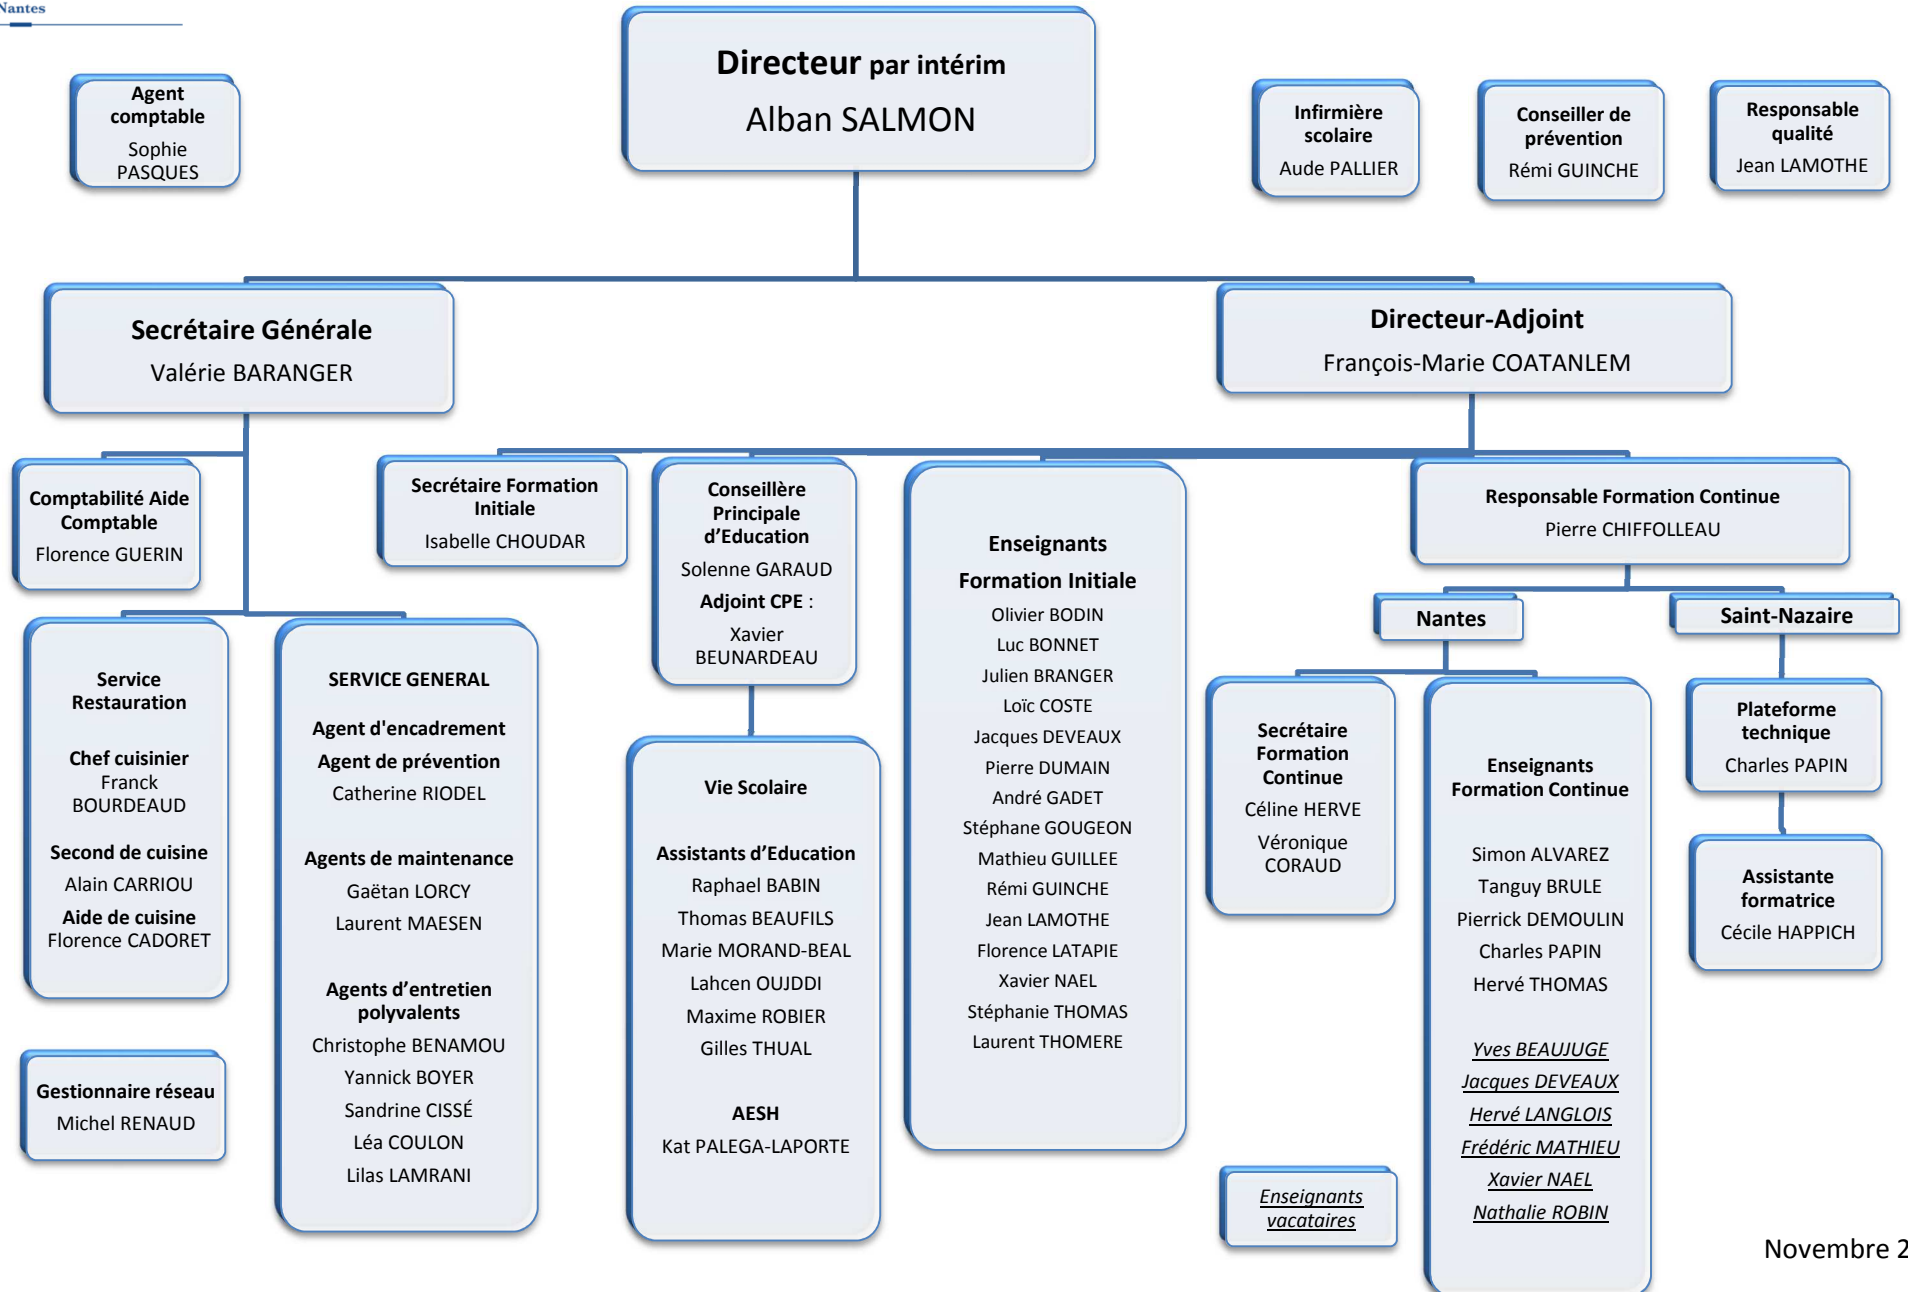 Nantes
Directeur par intérim
Alban SALMON
Agent
comptable
Sophie
PASQUES
Infirmière
scolaire
Aude PALLIER
Conseiller de
prévention
Rémi GUINCHE
Responsable
qualité
Jean LAMOTHE
Secrétaire Générale
Valérie BARANGER
Directeur-Adjoint
François-Marie COATANLEM
Comptabilité Aide
Comptable
Florence GUERIN
Secrétaire Formation
Initiale
Isabelle CHOUDAR
Conseillère
Principale
d’Education
Solenne GARAUD
Adjoint CPE :
Xavier
BEUNARDEAU
Enseignants
Formation Initiale
Olivier BODIN
Luc BONNET
Julien BRANGER
Loïc COSTE
Jacques DEVEAUX
Pierre DUMAIN
André GADET
Stéphane GOUGEON
Mathieu GUILLEE
Rémi GUINCHE
Jean LAMOTHE
Florence LATAPIE
Xavier NAEL
Stéphanie THOMAS
Laurent THOMERE
Responsable Formation Continue
Pierre CHIFFOLLEAU
Nantes
Saint-Nazaire
Service
Restauration
Chef cuisinier
Franck
BOURDEAUD
Second de cuisine
Alain CARRIOU
Aide de cuisine
Florence CADORET
SERVICE GENERAL
Agent d'encadrement
Agent de prévention
Catherine RIODEL
Agents de maintenance
Gaëtan LORCY
Laurent MAESEN
Agents d’entretien
polyvalents
Christophe BENAMOU
Yannick BOYER
Sandrine CISSÉ
Léa COULON
Lilas LAMRANI
Vie Scolaire
Assistants d’Education
Raphael BABIN
Thomas BEAUFILS
Marie MORAND-BEAL
Lahcen OUJDDI
Maxime ROBIER
Gilles THUAL
AESH
Kat PALEGA-LAPORTE
Secrétaire
Formation
Continue
Céline HERVE
Véronique
CORAUD
Enseignants
Formation Continue
Simon ALVAREZ
Tanguy BRULE
Pierrick DEMOULIN
Charles PAPIN
Hervé THOMAS
Yves BEAUJUGE
Jacques DEVEAUX
Hervé LANGLOIS
Frédéric MATHIEU
Xavier NAEL
Nathalie ROBIN
Plateforme
technique
Charles PAPIN
Assistante
formatrice
Cécile HAPPICH
Gestionnaire réseau
Michel RENAUD
Enseignants
vacataires
Novembre 2